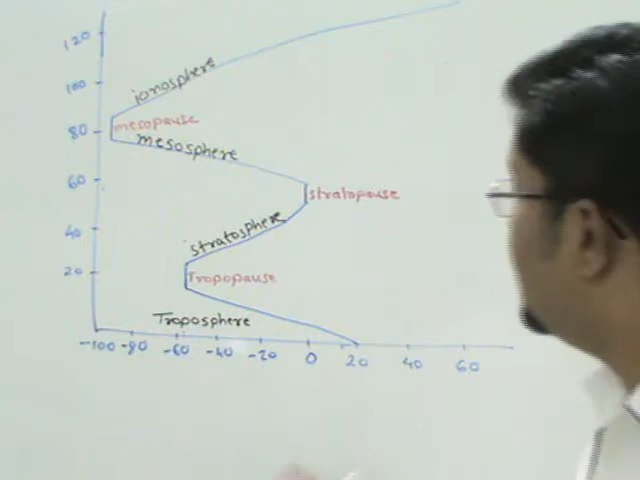 120
ionosphere
100
mesopause
80
mesosphere
60
stratopause
40
stratosphere
20
Tropopause
Troposphere
-100 -80 -60 -40 -20 0 20 40 60